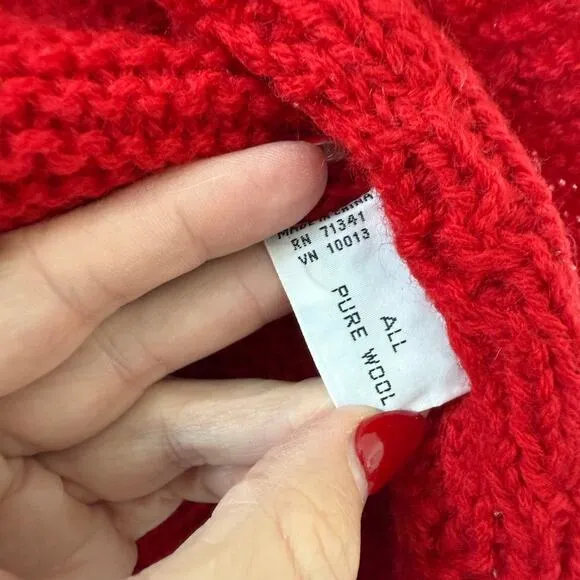 MADE IN CHINA
RN 71341
VN 10013
ALL
PURE WOOL